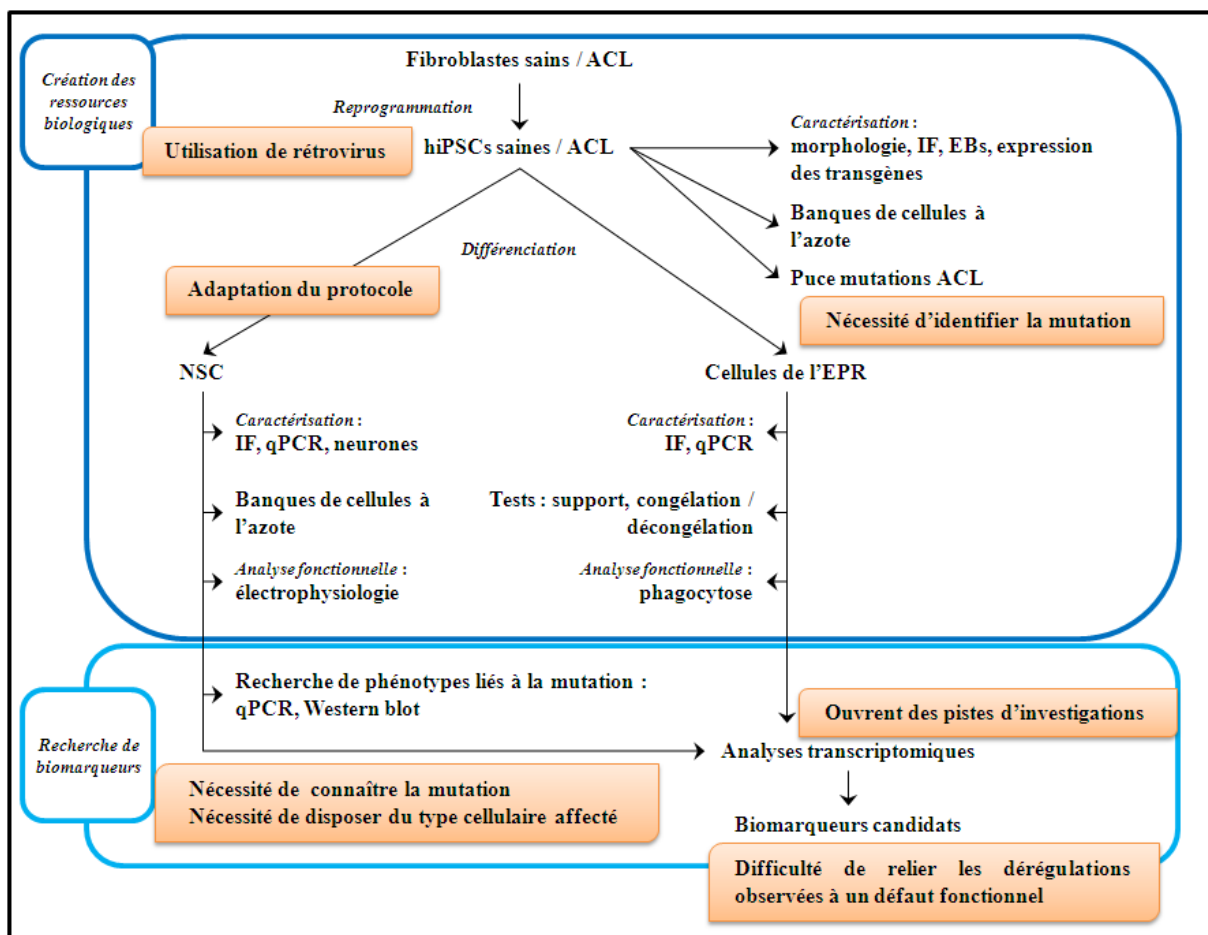 Création des
ressources
biologiques
Fibroblastes sains / ACL
Reprogrammation
Utilisation de rétrovirus
hiPSCs saines / ACL
Caractérisation :
morphologie, IF, EBs, expression
des transgènes
Banques de cellules à
l'azote
Puce mutations ACL
Nécessité d'identifier la mutation
Différenciation
Adaptation du protocole
NSC
Caractérisation :
IF, qPCR, neurones
Banques de cellules à
l'azote
Analyse fonctionnelle :
électrophysiologie
Cellules de l'EPR
Caractérisation :
IF, qPCR
Tests : support, congélation /
décongélation
Analyse fonctionnelle :
phagocytose
Recherche de
biomarqueurs
Recherche de phénotypes liés à la mutation :
qPCR, Western blot
Nécessité de connaître la mutation
Nécessité de disposer du type cellulaire affecté
Ouvrent des pistes d'investigations
Analyses transcriptomiques
Biomarqueurs candidats
Difficulté de relier les dérégulations
observées à un défaut fonctionnel